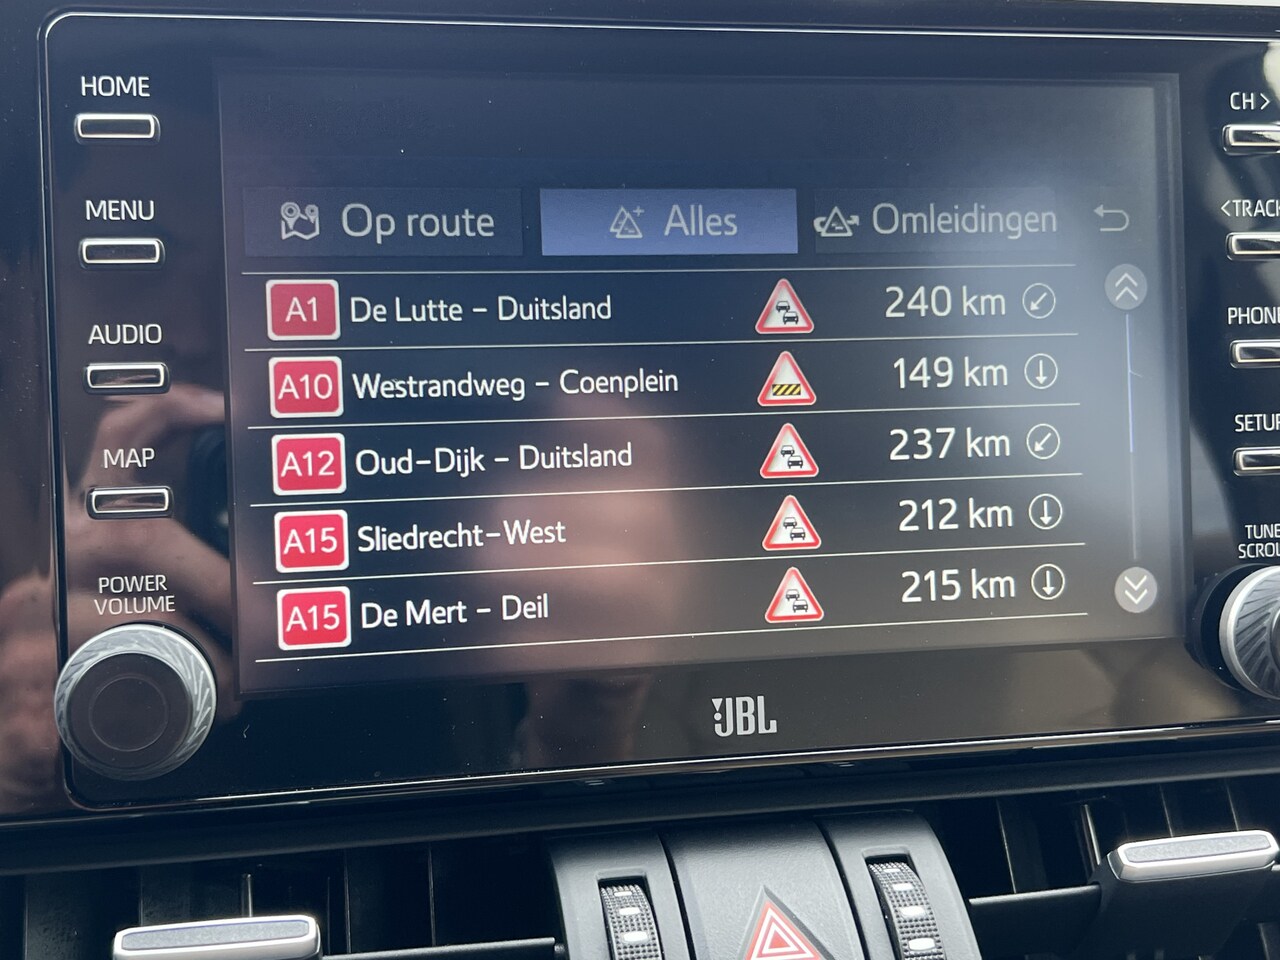 HOME
MENU
AUDIO
MAP
POWER
VOLUME
Op route Alles Omleidingen
A1 De Lutte - Duitsland 240 km
A10 Westrandweg - Coenplein 149 km
A12 Oud-Dijk - Duitsland 237 km
A15 Sliedrecht-West 212 km
A15 De Mert - Deil 215 km
JBL
CH >
< TRACK
PHONE
SETUP
TUNE
SCROLL